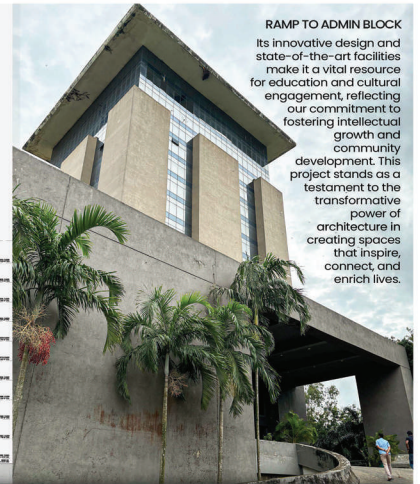 RAMP TO ADMIN BLOCK
Its innovative design and
state-of-the-art facilities
make it a vital resource
for education and cultural
engagement, reflecting
our commitment to
fostering intellectual
growth and
community
development. This
project stands as a
testament to the
transformative
power of
architecture in
creating spaces
that inspire,
connect, and
enrich lives.